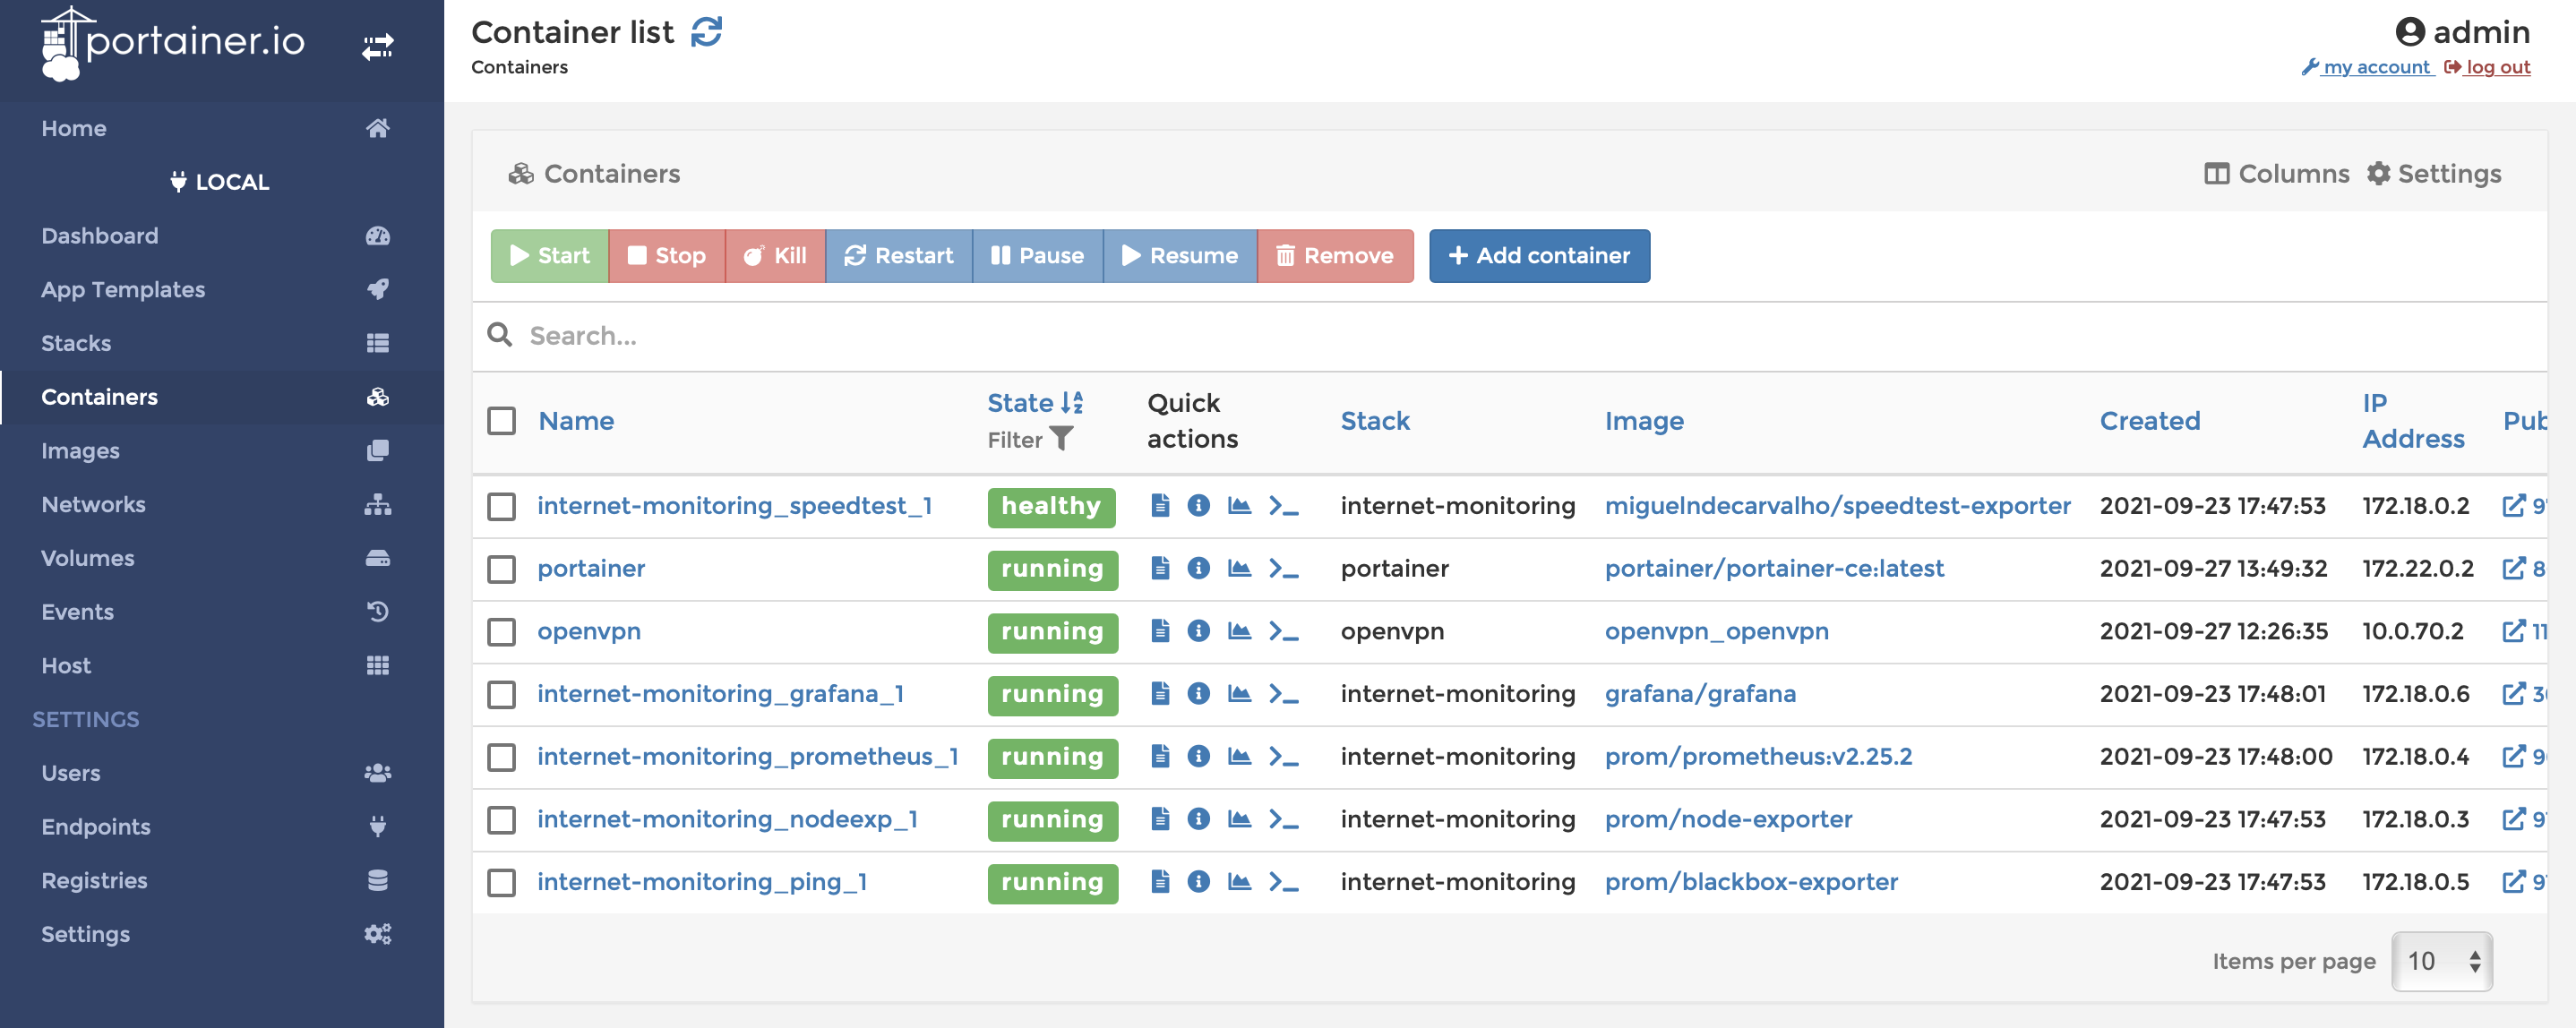 portainer.io
Home
LOCAL
Dashboard
App Templates
Stacks
Containers
Images
Networks
Volumes
Events
Host
SETTINGS
Users
Endpoints
Registries
Settings
Container list
Containers
admin
my account log out
Containers
Columns Settings
Start Stop Kill Restart Pause Resume Remove Add container
Search...
Name State Filter Quick actions Stack Image Created IP Address
internet-monitoring_speedtest_1 healthy internet-monitoring miguelndecarvalho/speedtest-exporter 2021-09-23 17:47:53 172.18.0.2
portainer running portainer portainer/portainer-ce:latest 2021-09-27 13:49:32 172.22.0.2
openvpn running openvpn openvpn_openvpn 2021-09-27 12:26:35 10.0.70.2
internet-monitoring_grafana_1 running internet-monitoring grafana/grafana 2021-09-23 17:48:01 172.18.0.6
internet-monitoring_prometheus_1 running internet-monitoring prom/prometheus:v2.25.2 2021-09-23 17:48:00 172.18.0.4
internet-monitoring_nodeexp_1 running internet-monitoring prom/node-exporter 2021-09-23 17:47:53 172.18.0.3
internet-monitoring_ping_1 running internet-monitoring prom/blackbox-exporter 2021-09-23 17:47:53 172.18.0.5
Items per page 10